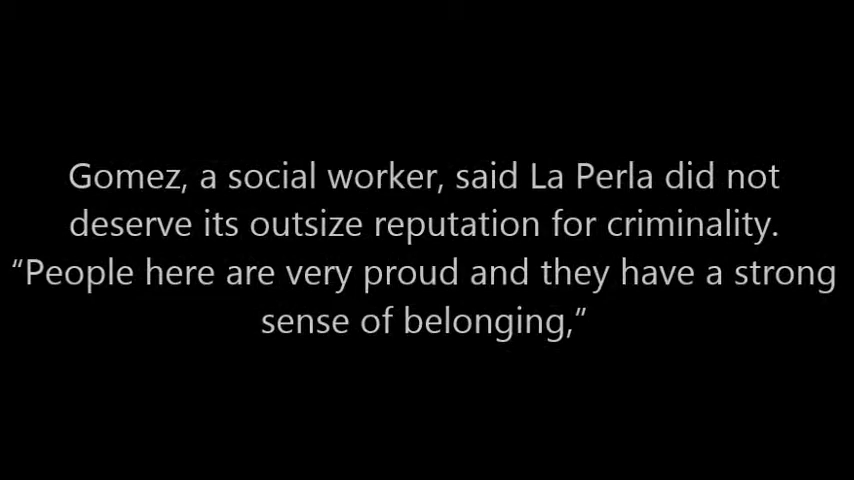 Gomez, a social worker, said La Perla did not
deserve its outsize reputation for criminality.
“People here are very proud and they have a strong
sense of belonging,”